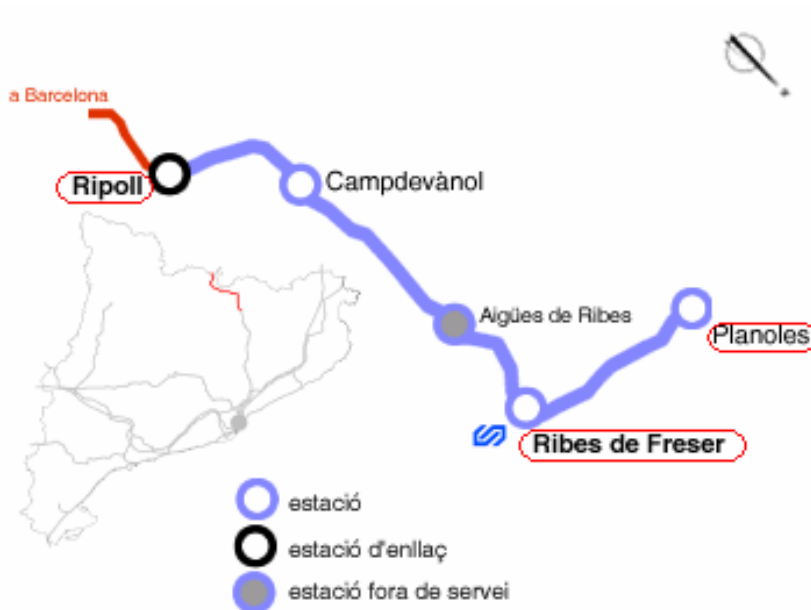 a Barcelona
Ripoll
Campdevànol
Aigües de Ribes
Planoles
Ribes de Freser
estació
estació d'enllaç
estació fora de servei